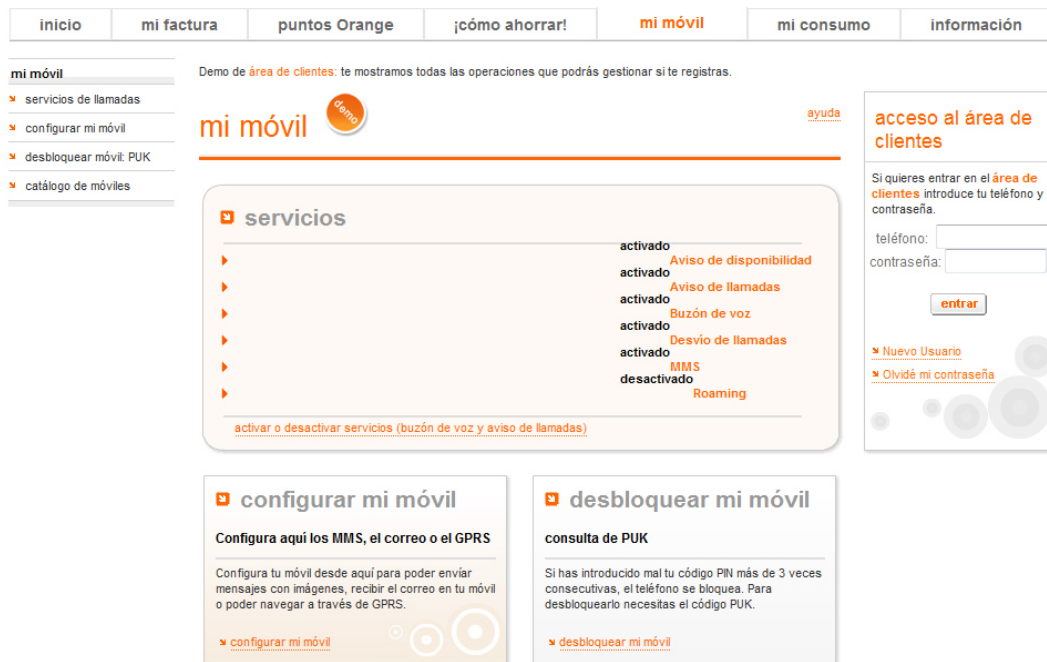 inicio
mi factura
puntos Orange
¡cómo ahorrar!
mi móvil
mi consumo
información
mi móvil
servicios de llamadas
configurar mi móvil
desbloquear móvil: PUK
catálogo de móviles
Demo de área de clientes: te mostramos todas las operaciones que podrás gestionar si te registras.
mi móvil
demo
ayuda
servicios
activado
Aviso de disponibilidad
activado
Aviso de llamadas
activado
Buzón de voz
activado
Desvío de llamadas
activado
MMS
desactivado
Roaming
activar o desactivar servicios (buzón de voz y aviso de llamadas)
configurar mi móvil
Configura aquí los MMS, el correo o el GPRS
Configura tu móvil desde aquí para poder envíar
mensajes con imágenes, recibir el correo en tu móvil
o poder navegar a través de GPRS.
configurar mi móvil
desbloquear mi móvil
consulta de PUK
Si has introducido mal tu código PIN más de 3 veces
consecutivas, el teléfono se bloquea. Para
desbloquearlo necesitas el código PUK.
desbloquear mi móvil
acceso al área de
clientes
Si quieres entrar en el área de
clientes introduce tu teléfono y
contraseña.
teléfono:
contraseña:
entrar
Nuevo Usuario
Olvidé mi contraseña